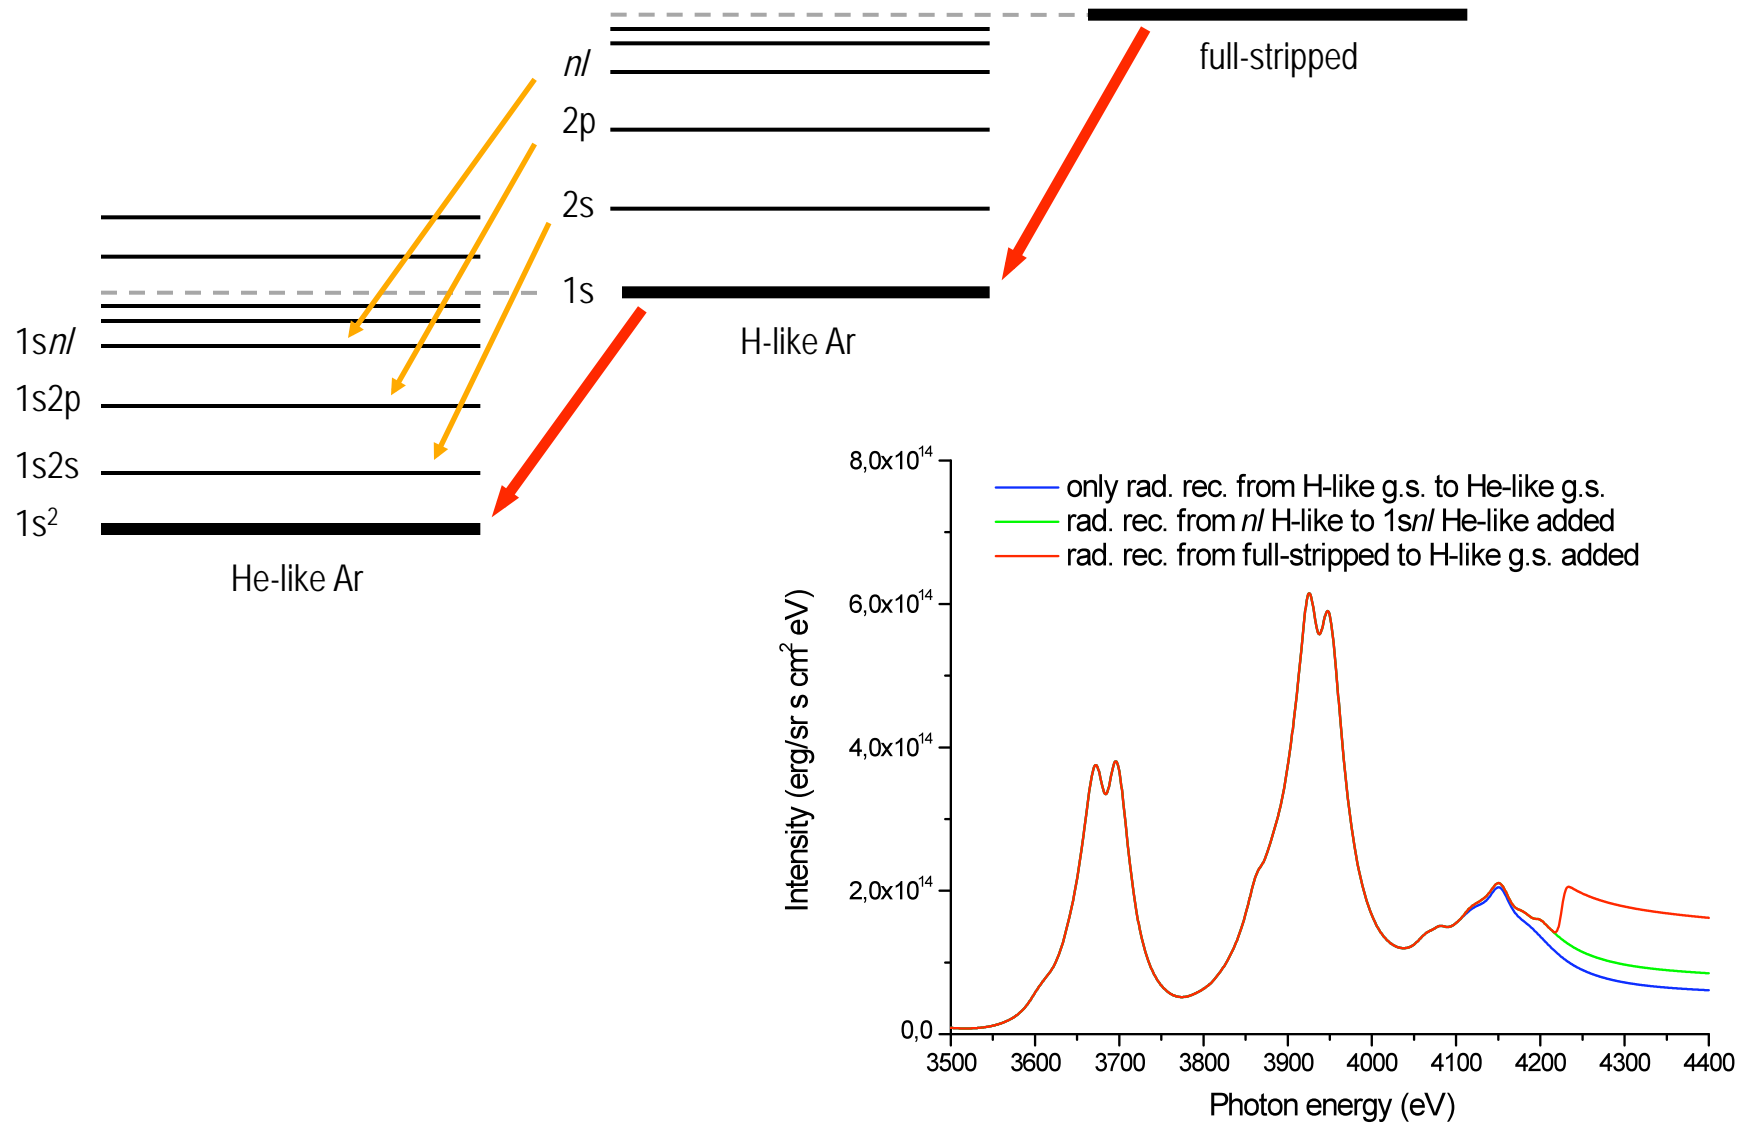 full-stripped
nl
2p
2s
1s
H-like Ar
1snl
1s2p
1s2s
1s²
He-like Ar
8,0x10¹⁴
6,0x10¹⁴
4,0x10¹⁴
2,0x10¹⁴
0,0
Intensity (erg/sr s cm² eV)
only rad. rec. from H-like g.s. to He-like g.s.
rad. rec. from nl H-like to 1snl He-like added
rad. rec. from full-stripped to H-like g.s. added
3500 3600 3700 3800 3900 4000 4100 4200 4300 4400
Photon energy (eV)